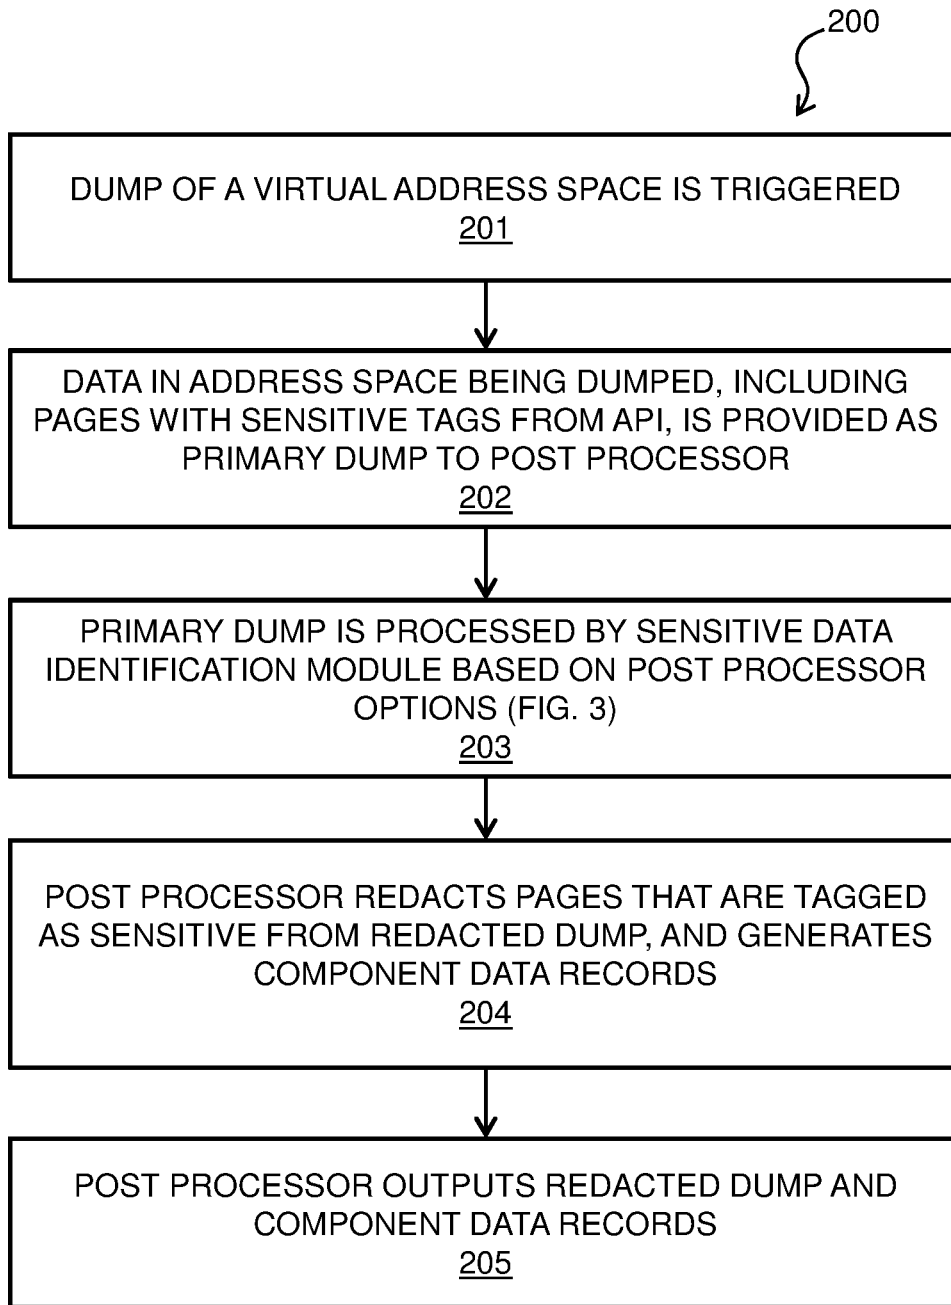 200
DUMP OF A VIRTUAL ADDRESS SPACE IS TRIGGERED
201
DATA IN ADDRESS SPACE BEING DUMPED, INCLUDING
PAGES WITH SENSITIVE TAGS FROM API, IS PROVIDED AS
PRIMARY DUMP TO POST PROCESSOR
202
PRIMARY DUMP IS PROCESSED BY SENSITIVE DATA
IDENTIFICATION MODULE BASED ON POST PROCESSOR
OPTIONS (FIG. 3)
203
POST PROCESSOR REDACTS PAGES THAT ARE TAGGED
AS SENSITIVE FROM REDACTED DUMP, AND GENERATES
COMPONENT DATA RECORDS
204
POST PROCESSOR OUTPUTS REDACTED DUMP AND
COMPONENT DATA RECORDS
205